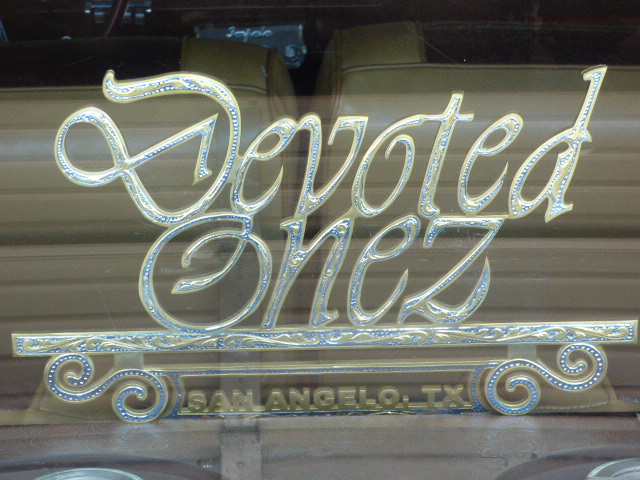 Devoted
Onez
SAN ANGELO, TX